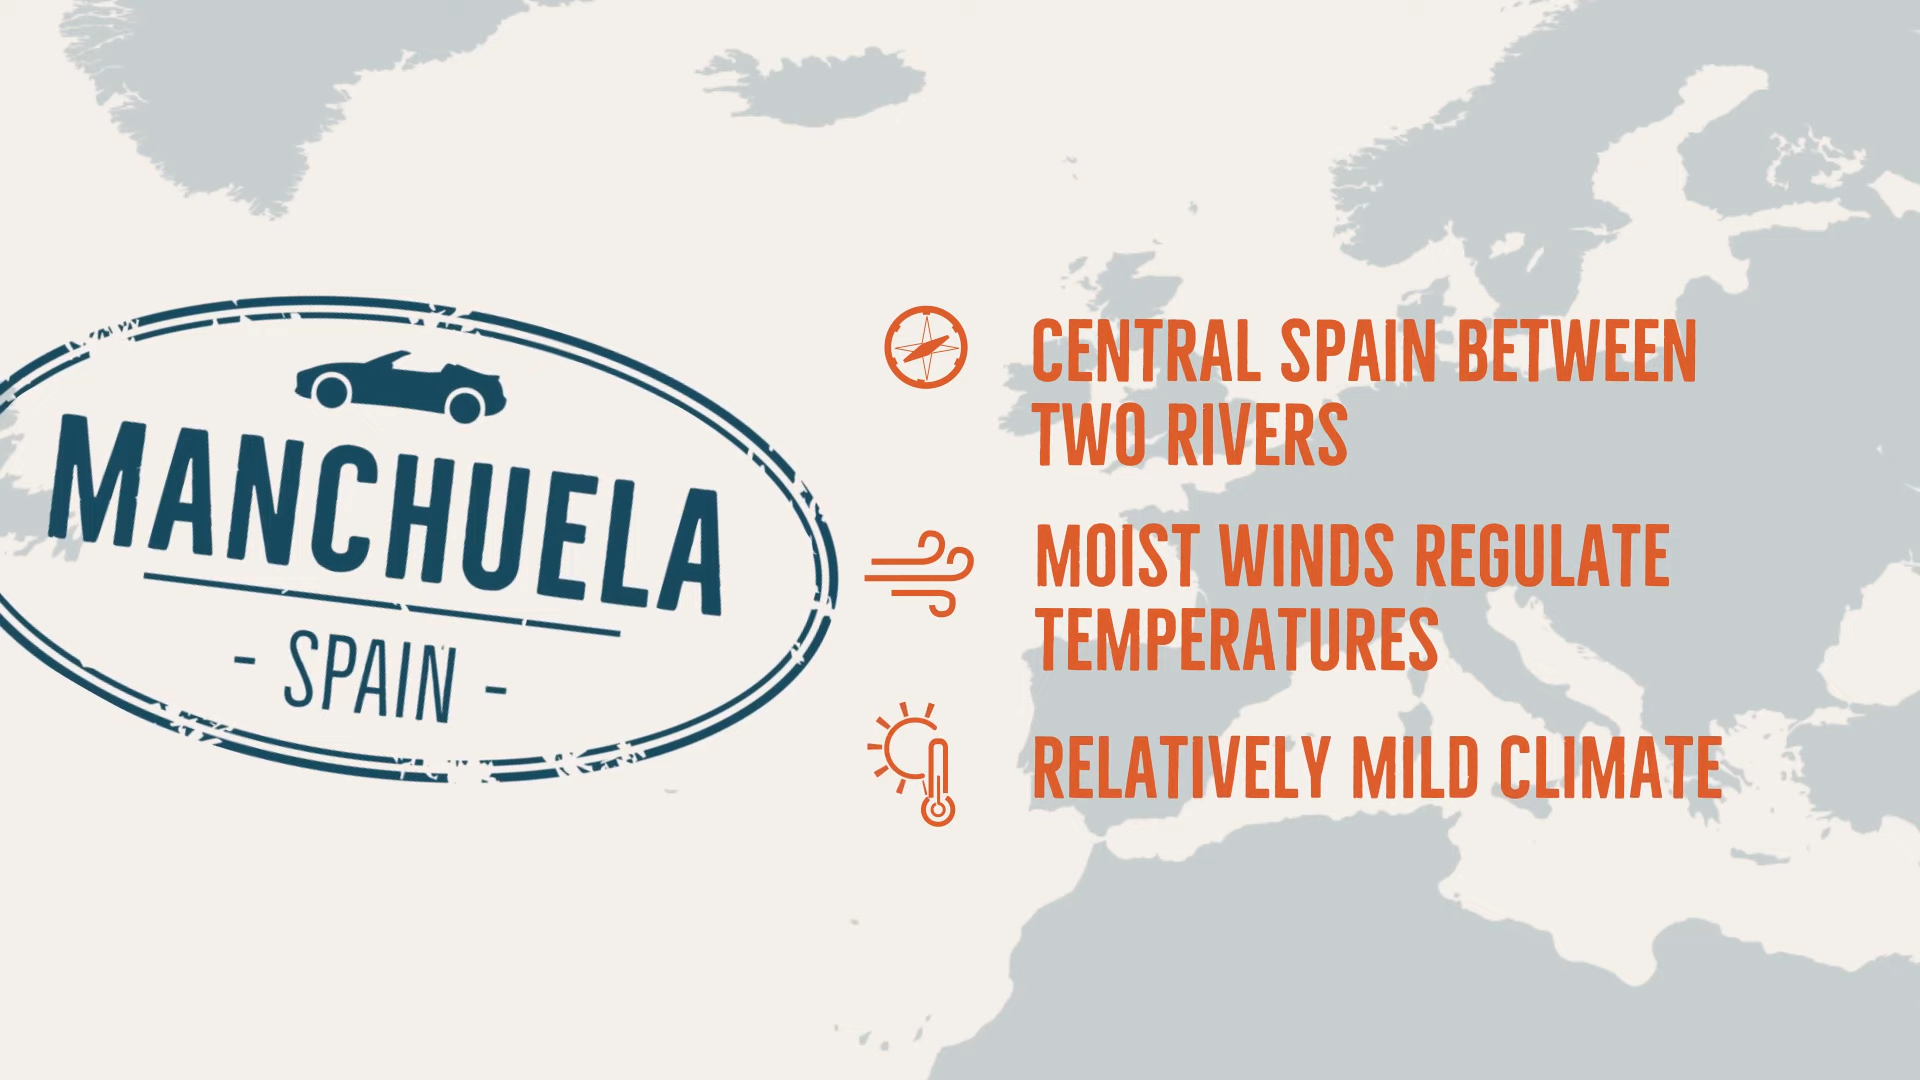 MANCHUELA
- SPAIN -
CENTRAL SPAIN BETWEEN
TWO RIVERS
MOIST WINDS REGULATE
TEMPERATURES
RELATIVELY MILD CLIMATE